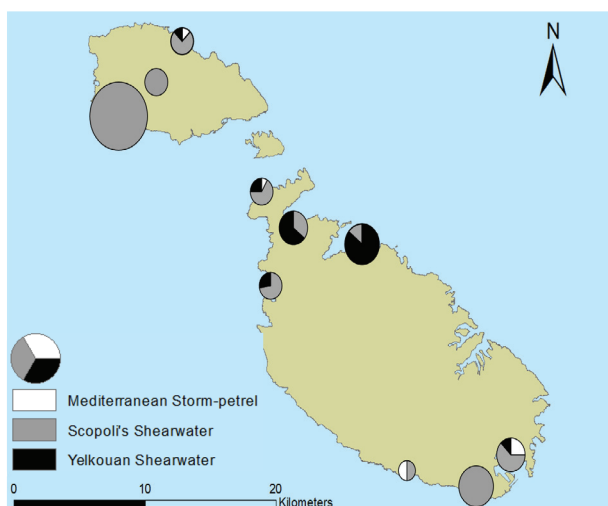 N
Mediterranean Storm-petrel
Scopoli's Shearwater
Yelkouan Shearwater
0 10 20
Kilometers